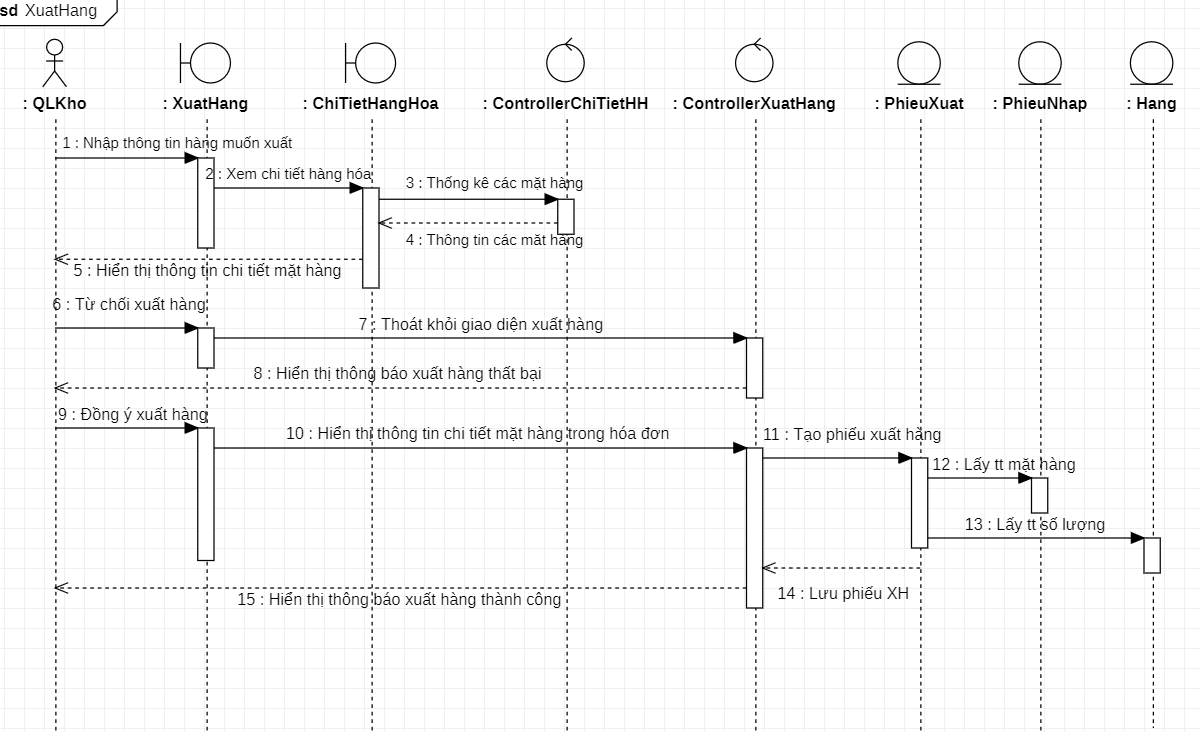 sd XuatHang
: QLKho
: XuatHang
: ChiTietHangHoa
: ControllerChiTietHH
: ControllerXuatHang
: PhieuXuat
: PhieuNhap
: Hang
1 : Nhập thông tin hàng muốn xuất
2 : Xem chi tiết hàng hóa
3 : Thống kê các mặt hàng
4 : Thông tin các măt hàng
5 : Hiển thị thông tin chi tiết mặt hàng
6 : Từ chối xuất hàng
7 : Thoát khỏi giao diện xuất hàng
8 : Hiển thị thông báo xuất hàng thất bại
9 : Đồng ý xuất hàng
10 : Hiển thị thông tin chi tiết mặt hàng trong hóa đơn
11 : Tạo phiếu xuất hàng
12 : Lấy tt mặt hàng
13 : Lấy tt số lượng
14 : Lưu phiếu XH
15 : Hiển thị thông báo xuất hàng thành công